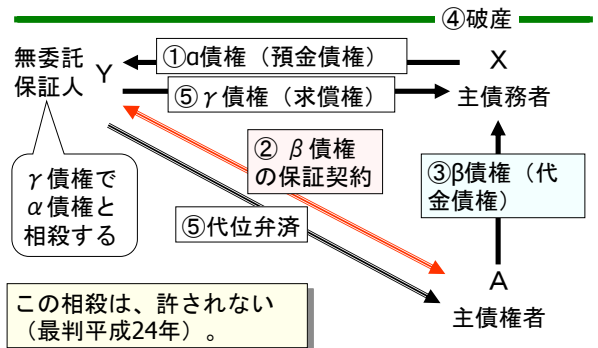 ④破産
①α債権（預金債権）
無委託
保証人
Y
X
⑤γ債権（求償権）
主債務者
② β債権
の保証契約
③β債権（代
金債権）
γ債権で
α債権と
相殺する
⑤代位弁済
A
主債権者
この相殺は、許されない
（最判平成24年）。